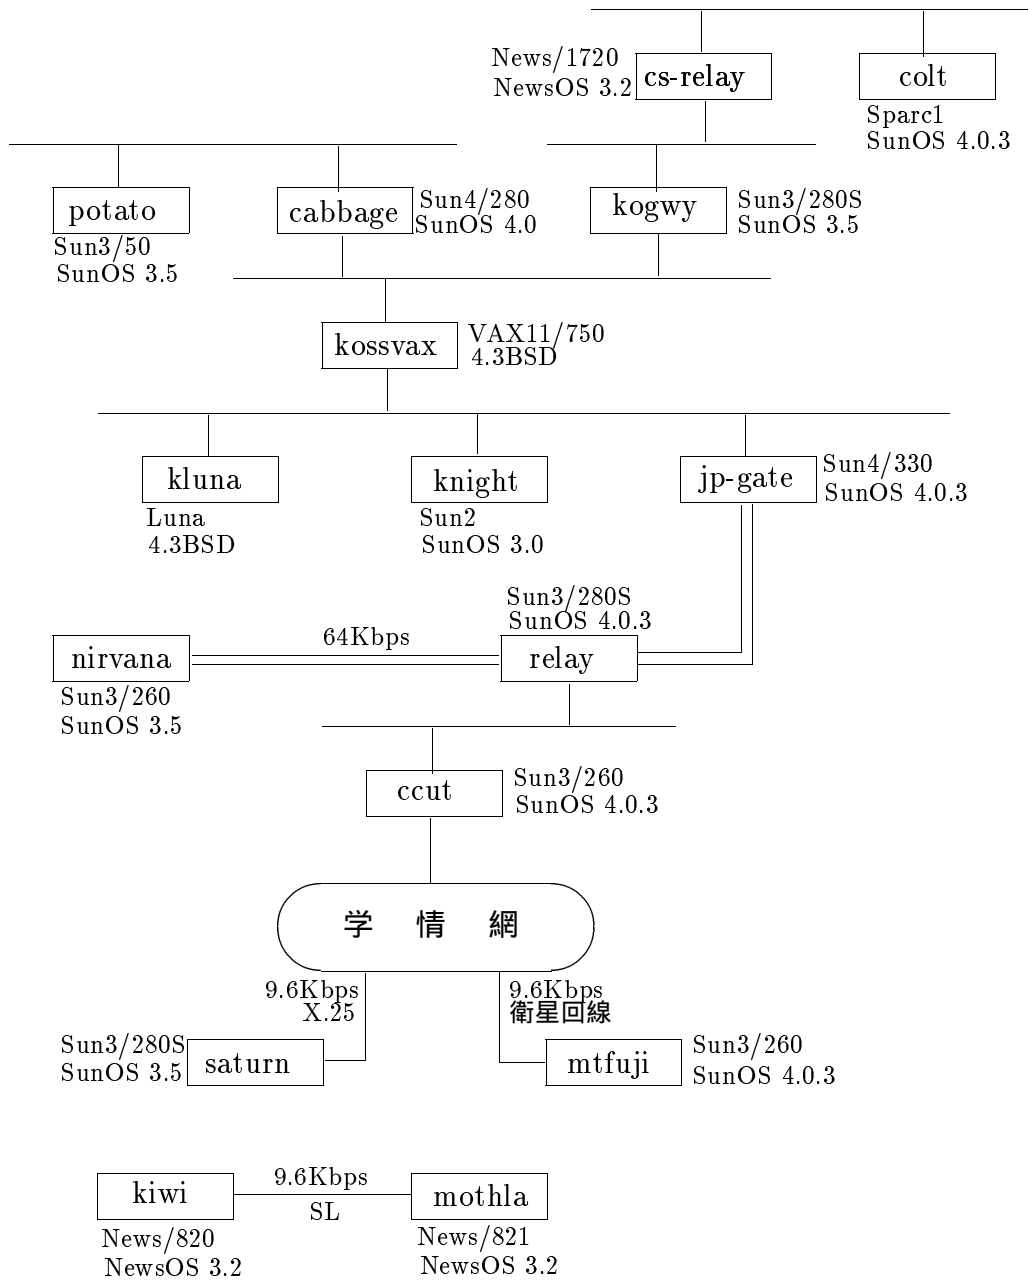 News/1720
NewsOS 3.2
cs-relay
colt
Sparc1
SunOS 4.0.3
potato
Sun3/50
SunOS 3.5
cabbage
Sun4/280
SunOS 4.0
kogwy
Sun3/280S
SunOS 3.5
kossvax
VAX11/750
4.3BSD
kluna
Luna
4.3BSD
knight
Sun2
SunOS 3.0
jp-gate
Sun4/330
SunOS 4.0.3
Sun3/280S
SunOS 4.0.3
nirvana
64Kbps
relay
Sun3/260
SunOS 3.5
ccut
Sun3/260
SunOS 4.0.3
学 情 網
9.6Kbps
X.25
9.6Kbps
衛星回線
Sun3/280S
SunOS 3.5
saturn
mtfuji
Sun3/260
SunOS 4.0.3
kiwi
9.6Kbps
SL
mothla
News/820
NewsOS 3.2
News/821
NewsOS 3.2